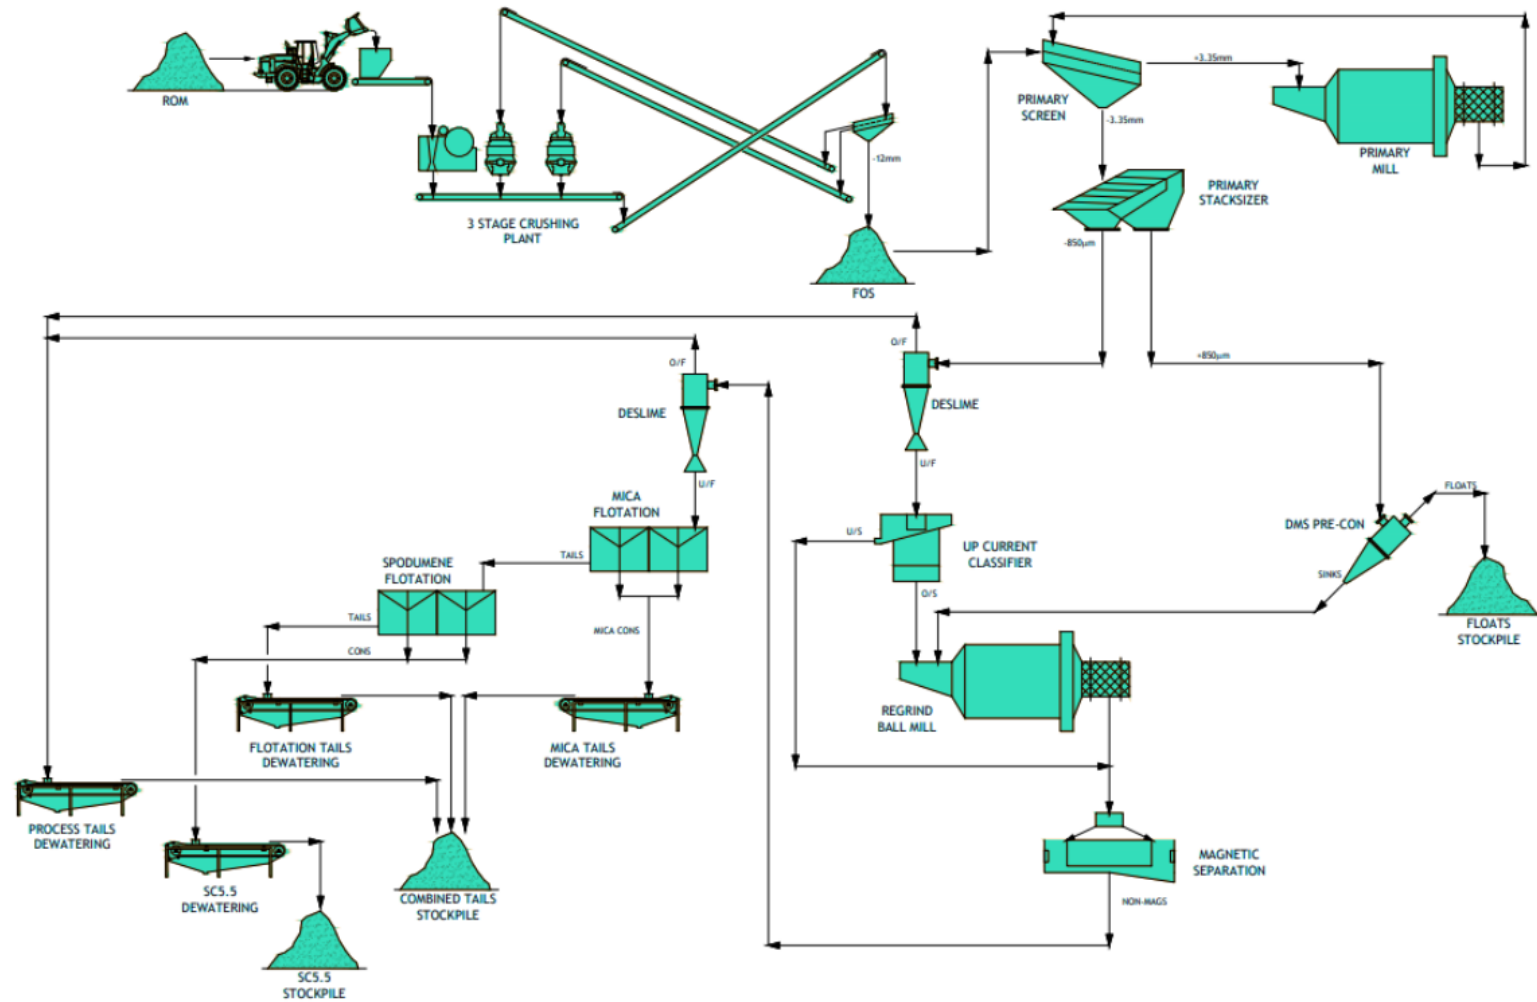 ROM
3 STAGE CRUSHING
PLANT
-12mm
FOS
PRIMARY
SCREEN
+3.35mm
-3.35mm
PRIMARY
MILL
PRIMARY
STACKSIZER
-850µm
+850µm
O/F
DESLIME
U/F
O/F
DESLIME
U/F
MICA
FLOTATION
TAILS
SPODUMENE
FLOTATION
TAILS
CONS
MICA CONS
U/S
UP CURRENT
CLASSIFIER
O/S
DMS PRE-CON
FLOATS
SINKS
FLOATS
STOCKPILE
REGRIND
BALL MILL
FLOTATION TAILS
DEWATERING
MICA TAILS
DEWATERING
PROCESS TAILS
DEWATERING
SC5.5
DEWATERING
COMBINED TAILS
STOCKPILE
MAGNETIC
SEPARATION
NON-MAGS
SC5.5
STOCKPILE